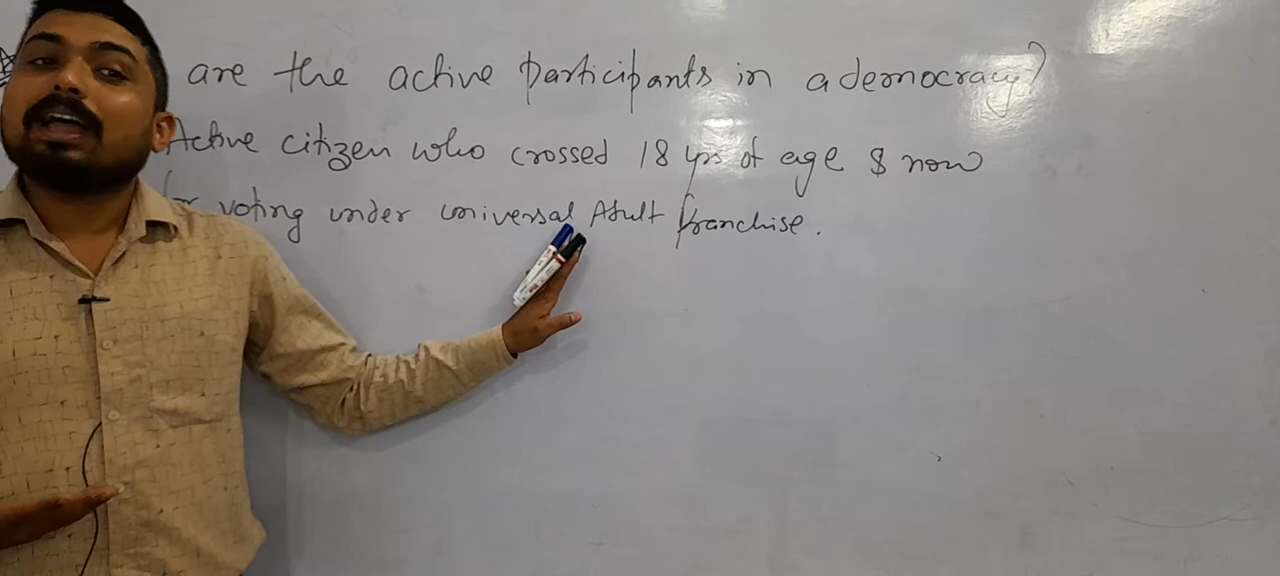 are the active participants in a democracy?
Active citizen who crossed 18 yrs of age & now
for voting under universal Adult franchise.